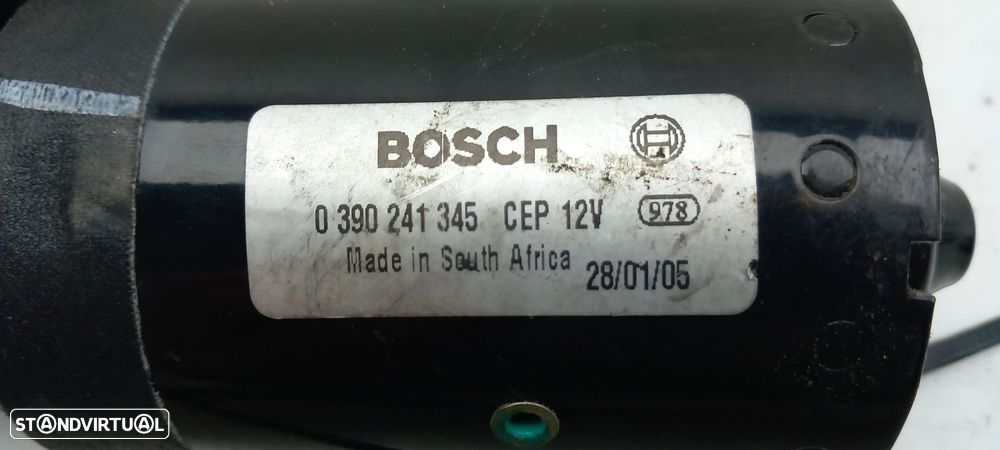 BOSCH
0 390 241 345 CEP 12V 978
Made in South Africa
28/01/05
STANDVIRTUAL